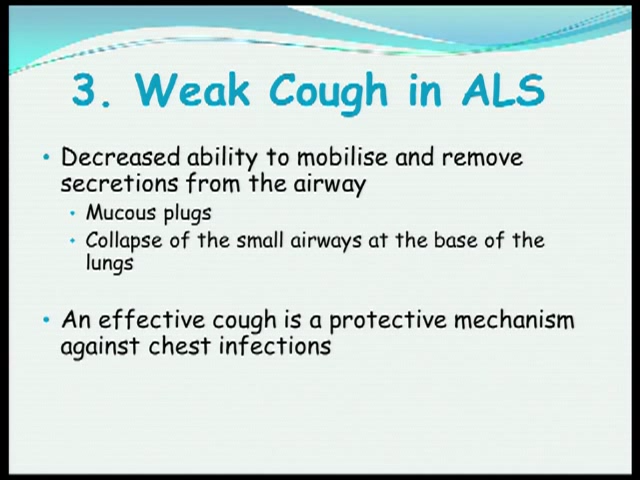 3. Weak Cough in ALS
• Decreased ability to mobilise and remove
secretions from the airway
• Mucous plugs
• Collapse of the small airways at the base of the
lungs
• An effective cough is a protective mechanism
against chest infections